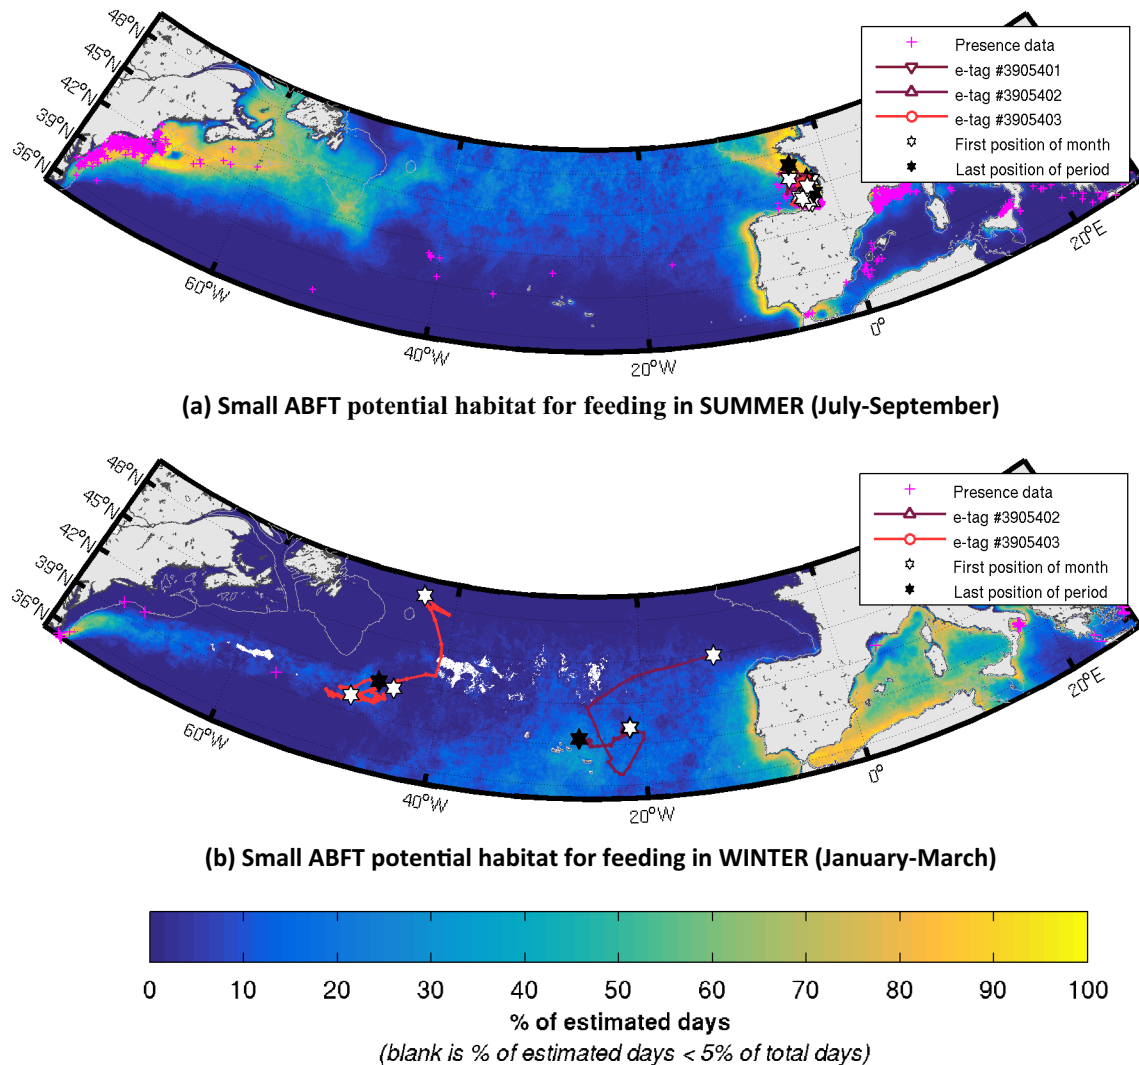 48°N
45°N
42°N
39°N
36°N
60°W
40°W
20°W
0°
20°E
Presence data
e-tag #3905401
e-tag #3905402
e-tag #3905403
First position of month
Last position of period
(a) Small ABFT potential habitat for feeding in SUMMER (July-September)
48°N
45°N
42°N
39°N
36°N
60°W
40°W
20°W
0°
20°E
Presence data
e-tag #3905402
e-tag #3905403
First position of month
Last position of period
(b) Small ABFT potential habitat for feeding in WINTER (January-March)
0 10 20 30 40 50 60 70 80 90 100
% of estimated days
(blank is % of estimated days < 5% of total days)